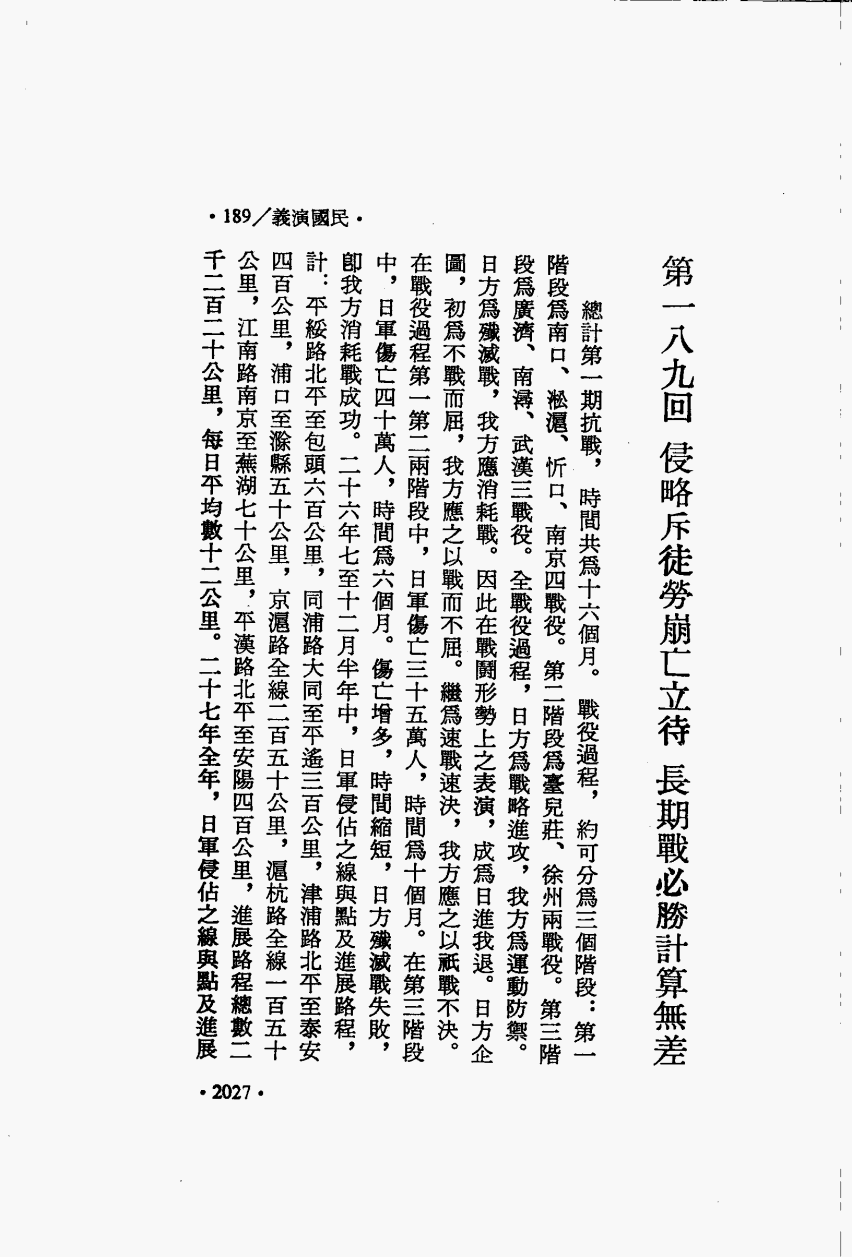 •189／義演國民•
第一八九回 侵略斥徒勞崩亡立待 長期戰必勝計算無差
總計第一期抗戰，時間共爲十六個月。戰役過程，約可分爲三個階段：第一
階段爲南口、淞滬、忻口、南京四戰役。第二階段爲臺兒莊、徐州兩戰役。第三階
段爲廣濟、南潯、武漢三戰役。全戰役過程，日方爲戰略進攻，我方爲運動防禦。
日方爲殲滅戰，我方應消耗戰。因此在戰鬪形勢上之表演，成爲日進我退。日方企
圖，初爲不戰而屈，我方應之以戰而不屈。繼爲速戰速決，我方應之以祇戰不決。
在戰役過程第一第二兩階段中，日軍傷亡三十五萬人，時間爲十個月。在第三階段
中，日軍傷亡四十萬人，時間爲六個月。傷亡增多，時間縮短，日方殲滅戰失敗，
卽我方消耗戰成功。二十六年七至十二月半年中，日軍侵佔之線與點及進展路程，
計：平綏路北平至包頭六百公里，同浦路大同至平遙三百公里，津浦路北平至泰安
四百公里，浦口至滁縣五十公里，京滬路全線二百五十公里，滬杭路全線一百五十
公里，江南路南京至蕪湖七十公里，平漢路北平至安陽四百公里，進展路程總數二
千二百二十公里，每日平均數十二公里。二十七年全年，日軍侵佔之線與點及進展
•2027•